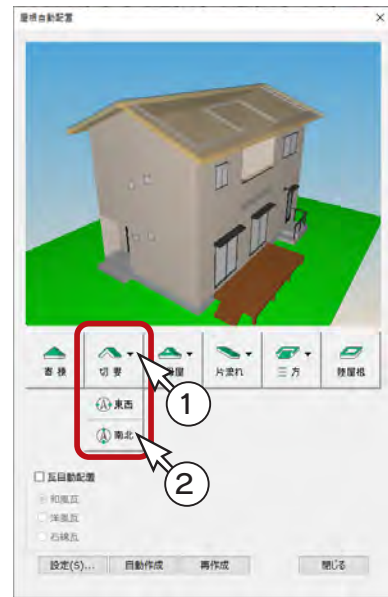 屋根自動配置
寄棟 切妻 屋 片流れ 三方 陸屋根
東西
南北
1
2
瓦自動配置
和風瓦
洋風瓦
石綿瓦
設定(S)... 自動作成 再作成 閉じる